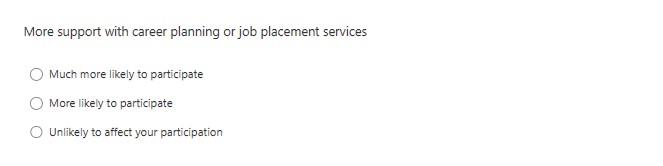 More support with career planning or job placement services
Much more likely to participate
More likely to participate
Unlikely to affect your participation